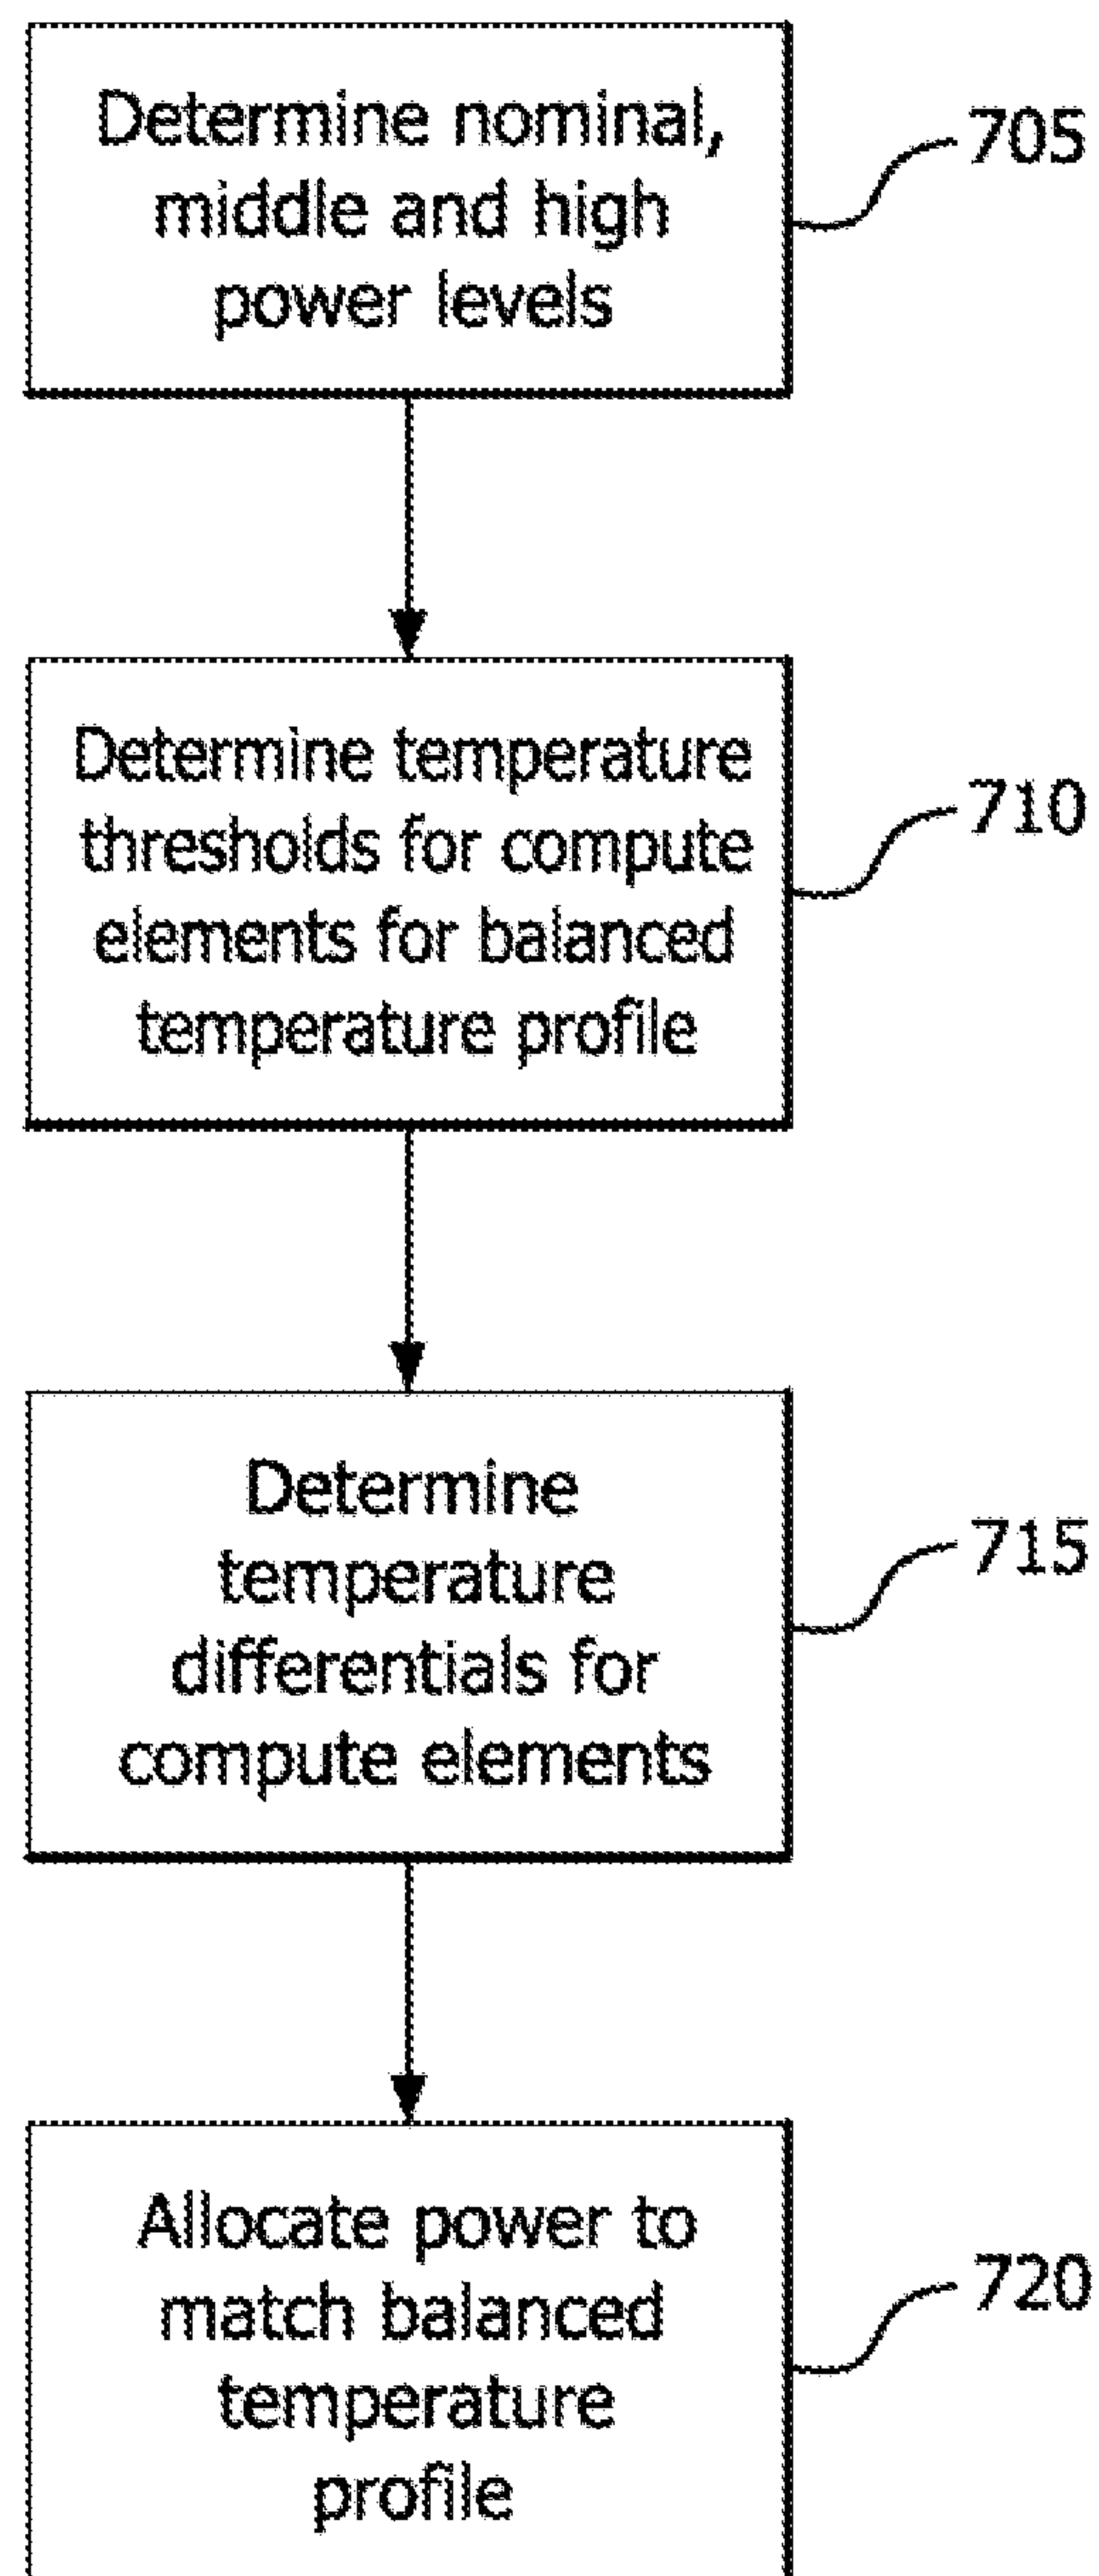 Determine nominal,
middle and high
power levels
705
Determine temperature
thresholds for compute
elements for balanced
temperature profile
710
Determine
temperature
differentials for
compute elements
715
Allocate power to
match balanced
temperature
profile
720